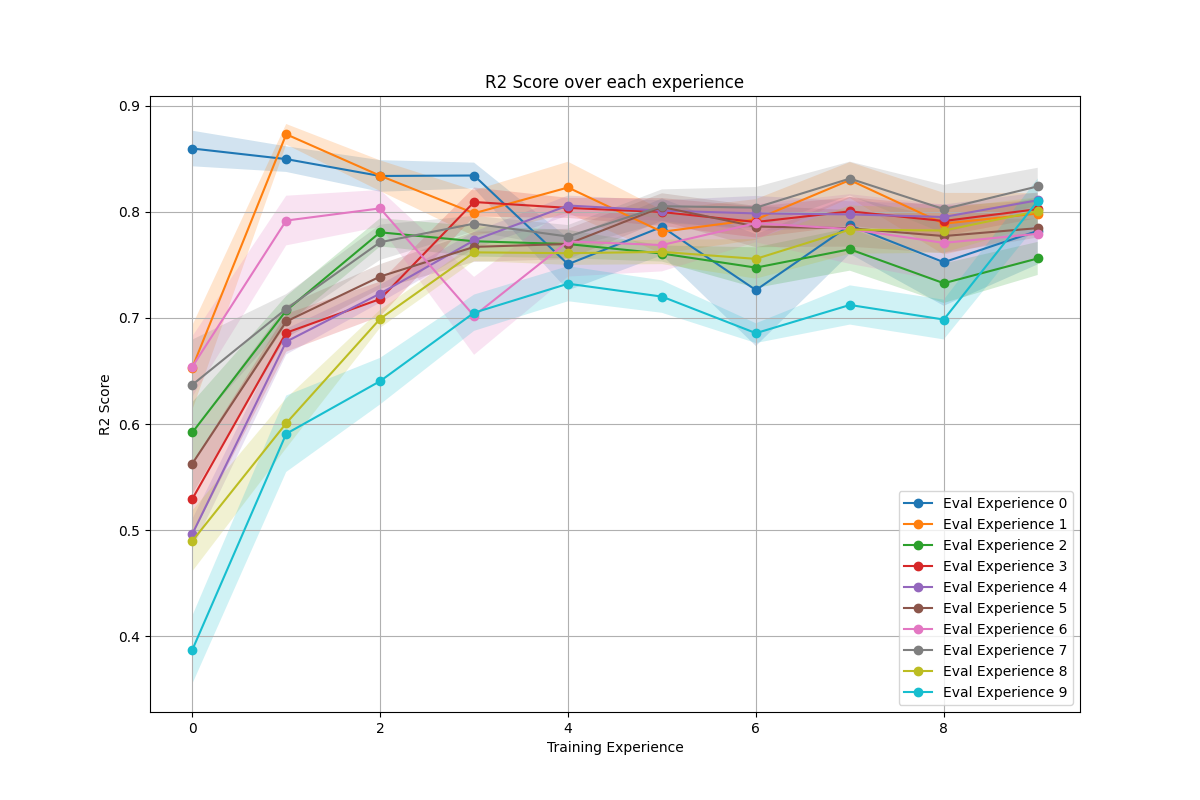 R2 Score over each experience
0.9
0.8
0.7
0.6
0.5
0.4
R2 Score
0
2
4
6
8
Training Experience
Eval Experience 0
Eval Experience 1
Eval Experience 2
Eval Experience 3
Eval Experience 4
Eval Experience 5
Eval Experience 6
Eval Experience 7
Eval Experience 8
Eval Experience 9